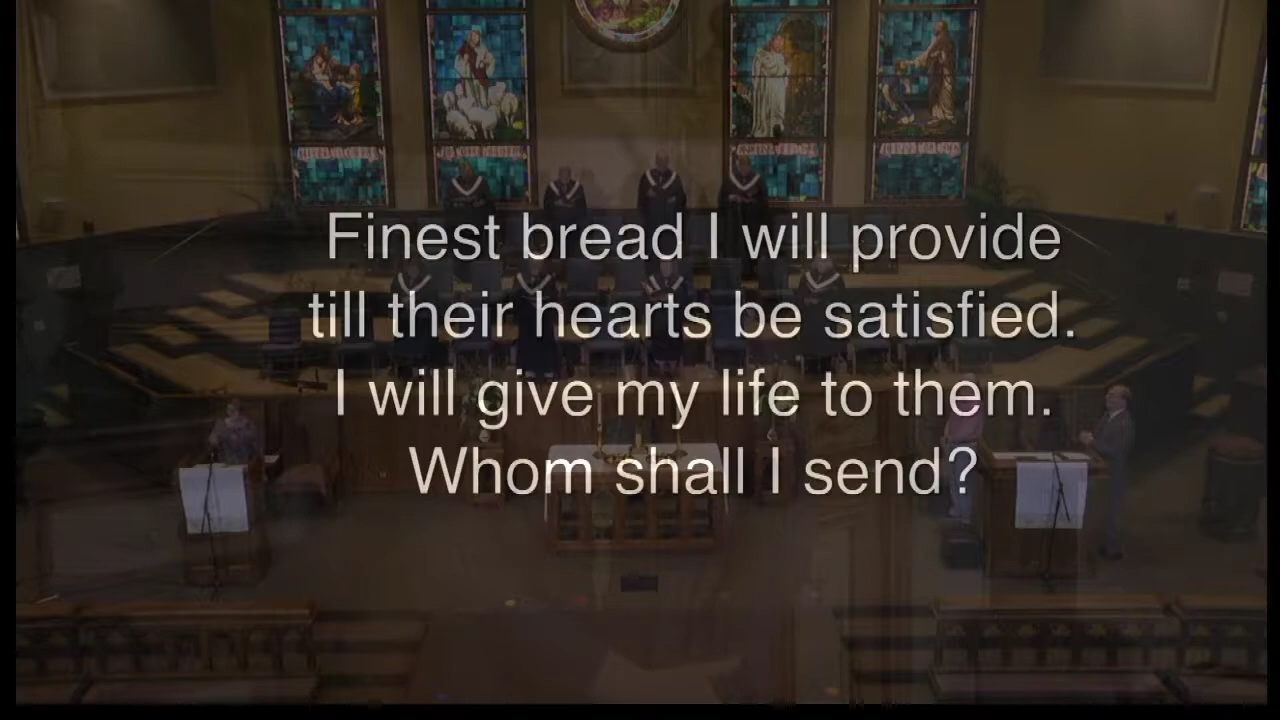 Finest bread I will provide
till their hearts be satisfied.
I will give my life to them.
Whom shall I send?